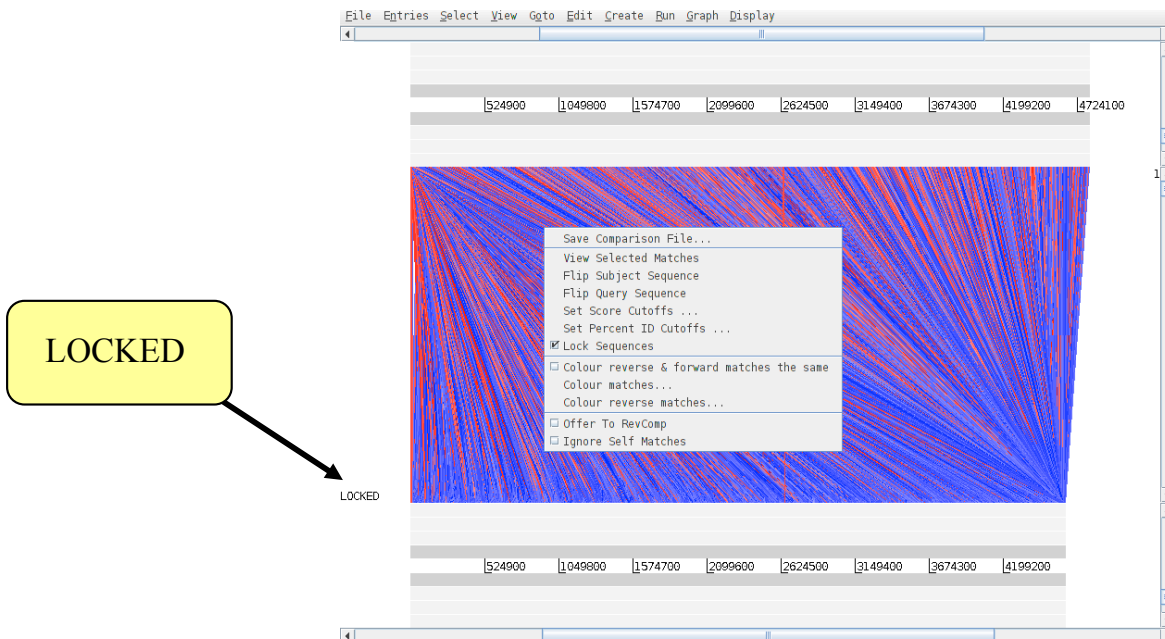 File Entries Select View Goto Edit Create Run Graph Display
524900 1049800 1574700 2099600 2624500 3149400 3674300 4199200 4724100
1
Save Comparison File...
View Selected Matches
Flip Subject Sequence
Flip Query Sequence
Set Score Cutoffs ...
Set Percent ID Cutoffs ...
Lock Sequences
Colour reverse & forward matches the same
Colour matches...
Colour reverse matches...
Offer To RevComp
Ignore Self Matches
LOCKED
LOCKED
524900 1049800 1574700 2099600 2624500 3149400 3674300 4199200